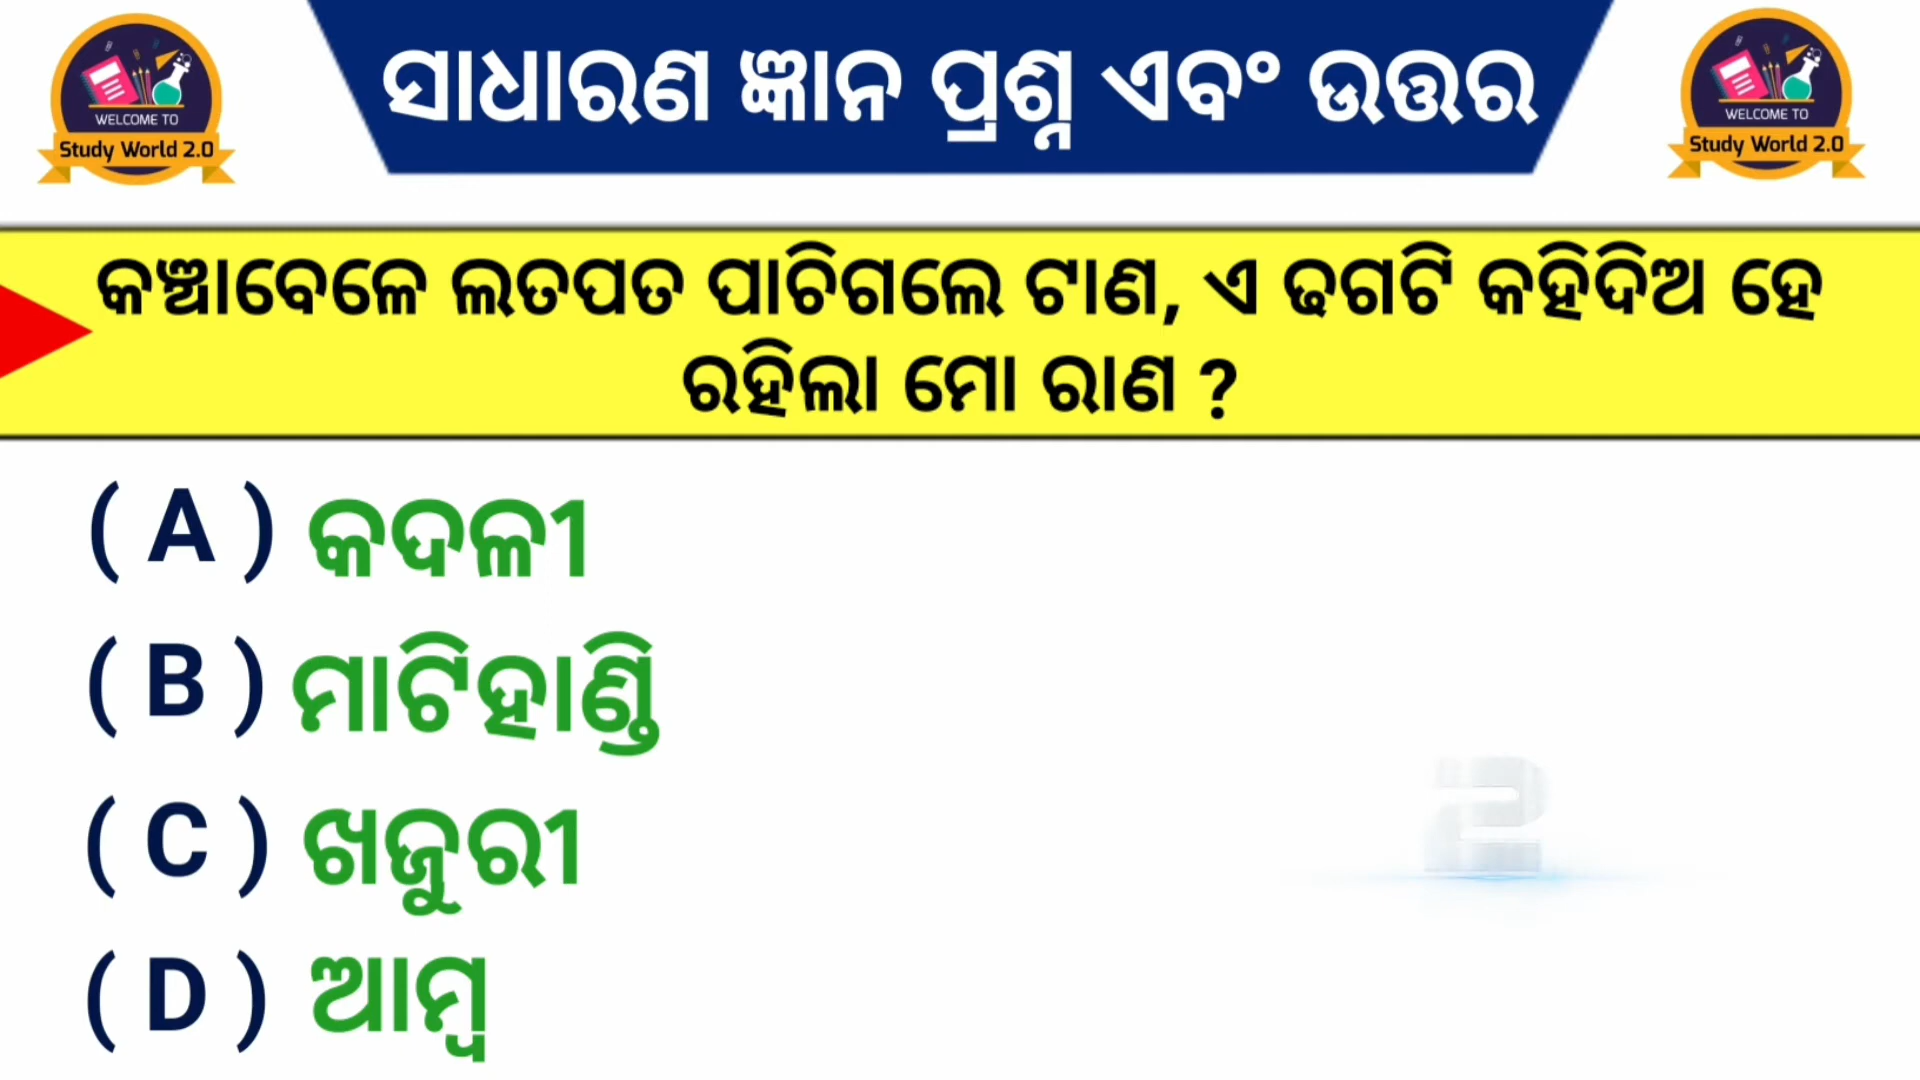 ସାଧାରଣ ଜ୍ଞାନ ପ୍ରଶ୍ନ ଏବଂ ଉତ୍ତର
WELCOME TO
Study World 2.0
WELCOME TO
Study World 2.0
କଞ୍ଚାବେଳେ ଲତପତ ପାଚିଗଲେ ଟାଣ, ଏ ଢଗଟି କହିଦିଅ ହେ
ରହିଲା ମୋ ରାଣ ?
( A ) କଦଳୀ
( B ) ମାଟିହାଣ୍ଡି
( C ) ଖଜୁରୀ
( D ) ଆମ୍ବ
2